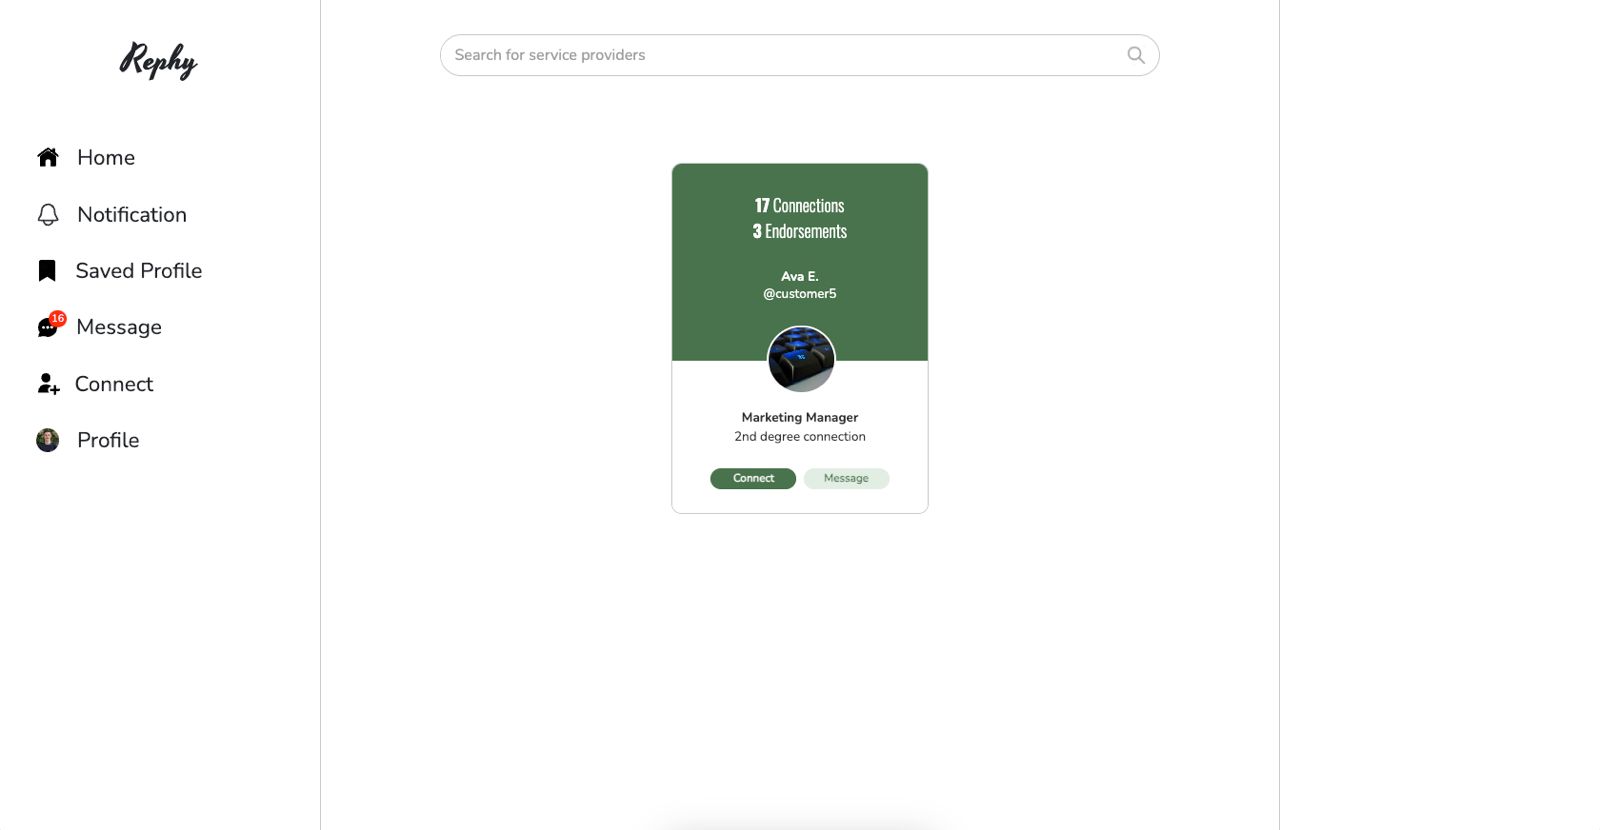 Rephy
Home
Notification
Saved Profile
16
Message
Connect
Profile
Search for service providers
17 Connections
3 Endorsements
Ava E.
@customer5
Marketing Manager
2nd degree connection
Connect
Message